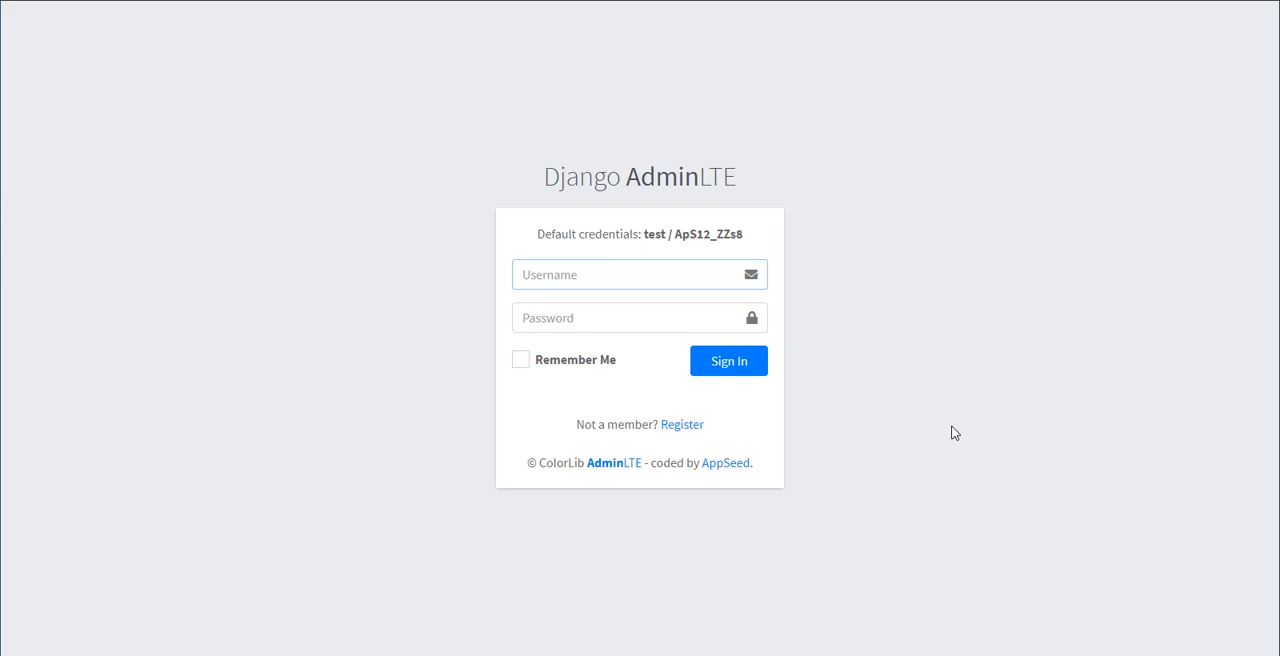 Django AdminLTE
Default credentials: test / ApS12_ZZs8
Username
Password
Remember Me
Sign In
Not a member? Register
© ColorLib AdminLTE - coded by AppSeed.